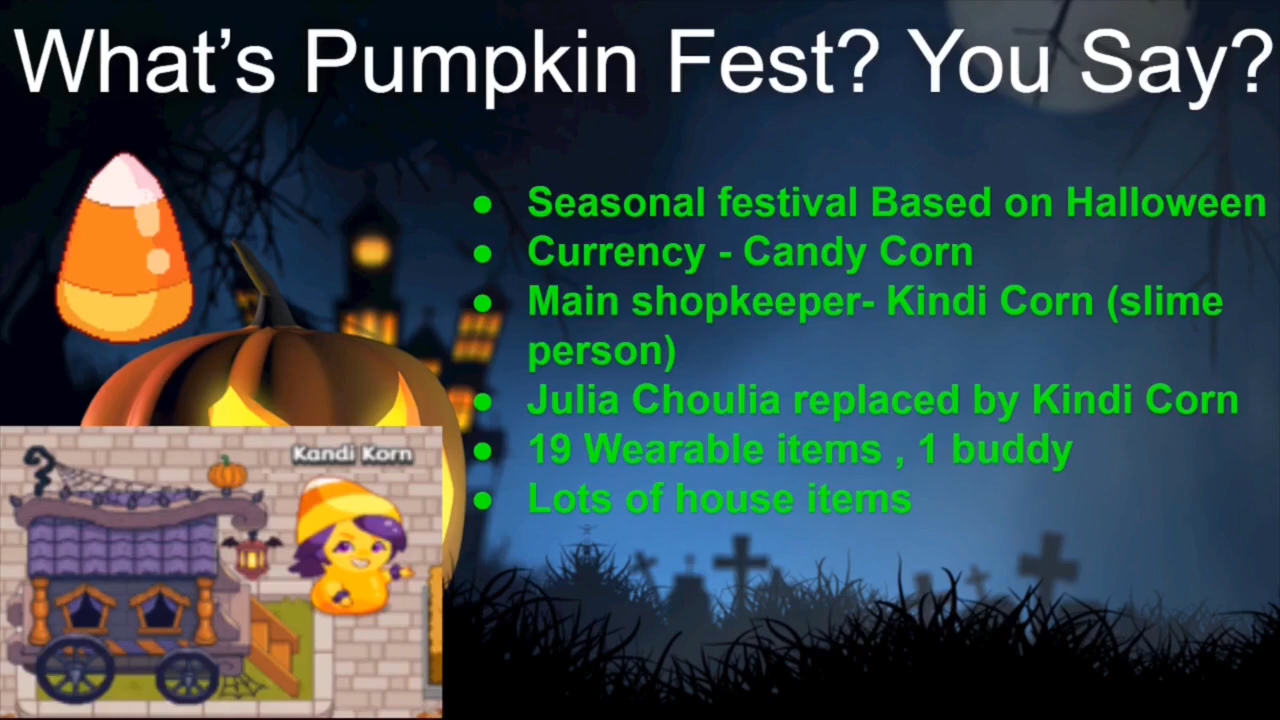 What’s Pumpkin Fest? You Say?
● Seasonal festival Based on Halloween
● Currency - Candy Corn
● Main shopkeeper- Kindi Corn (slime
person)
● Julia Choulia replaced by Kindi Corn
● 19 Wearable items , 1 buddy
● Lots of house items
Kandi Korn